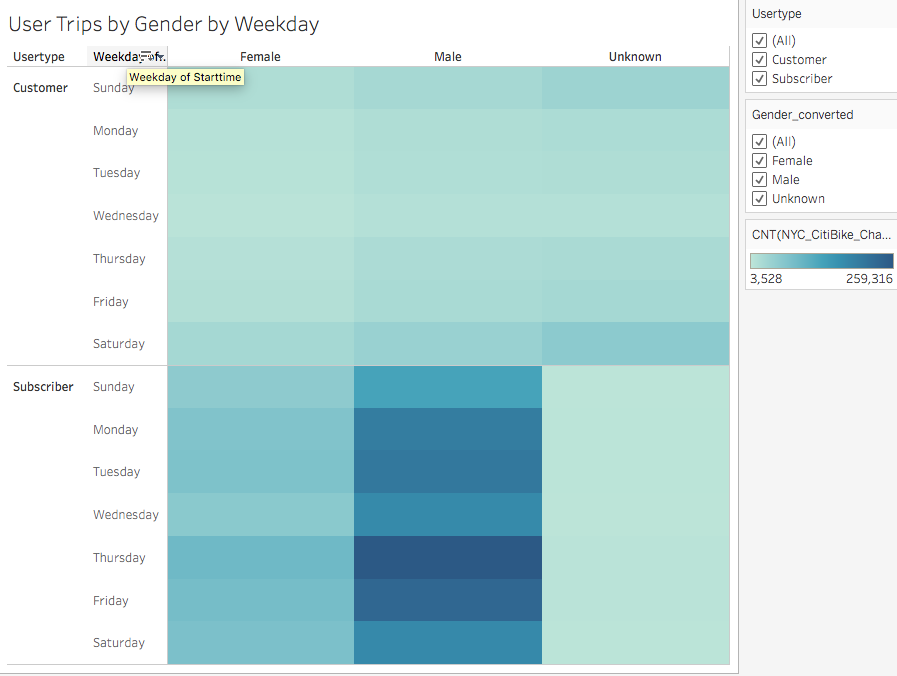 User Trips by Gender by Weekday
Usertype Weekday of.. Female Male Unknown
Weekday of Starttime
Customer Sunday
Monday
Tuesday
Wednesday
Thursday
Friday
Saturday
Subscriber Sunday
Monday
Tuesday
Wednesday
Thursday
Friday
Saturday
Usertype
(All)
Customer
Subscriber
Gender_converted
(All)
Female
Male
Unknown
CNT(NYC_CitiBike_Cha...
3,528 259,316